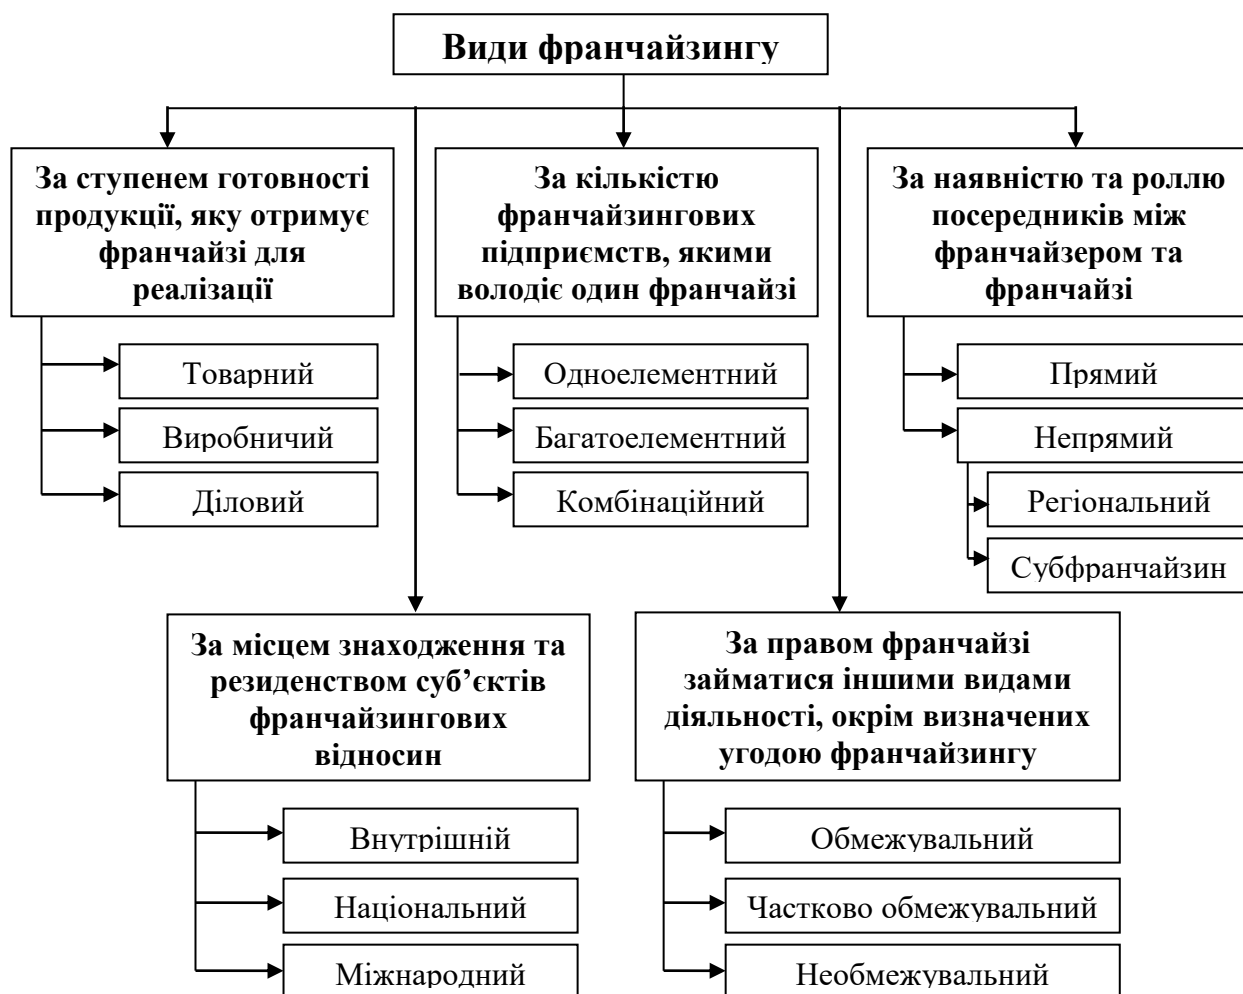 Види франчайзингу
За ступенем готовності
продукції, яку отримує
франчайзі для
реалізації
Товарний
Виробничий
Діловий
За кількістю
франчайзингових
підприємств, якими
володіє один франчайзі
Одноелементний
Багатоелементний
Комбінаційний
За наявністю та роллю
посередників між
франчайзером та
франчайзі
Прямий
Непрямий
Регіональний
Субфранчайзин
За місцем знаходження та
резиденством суб’єктів
франчайзингових
відносин
Внутрішній
Національний
Міжнародний
За правом франчайзі
займатися іншими видами
діяльності, окрім визначених
угодою франчайзингу
Обмежувальний
Частково обмежувальний
Необмежувальний